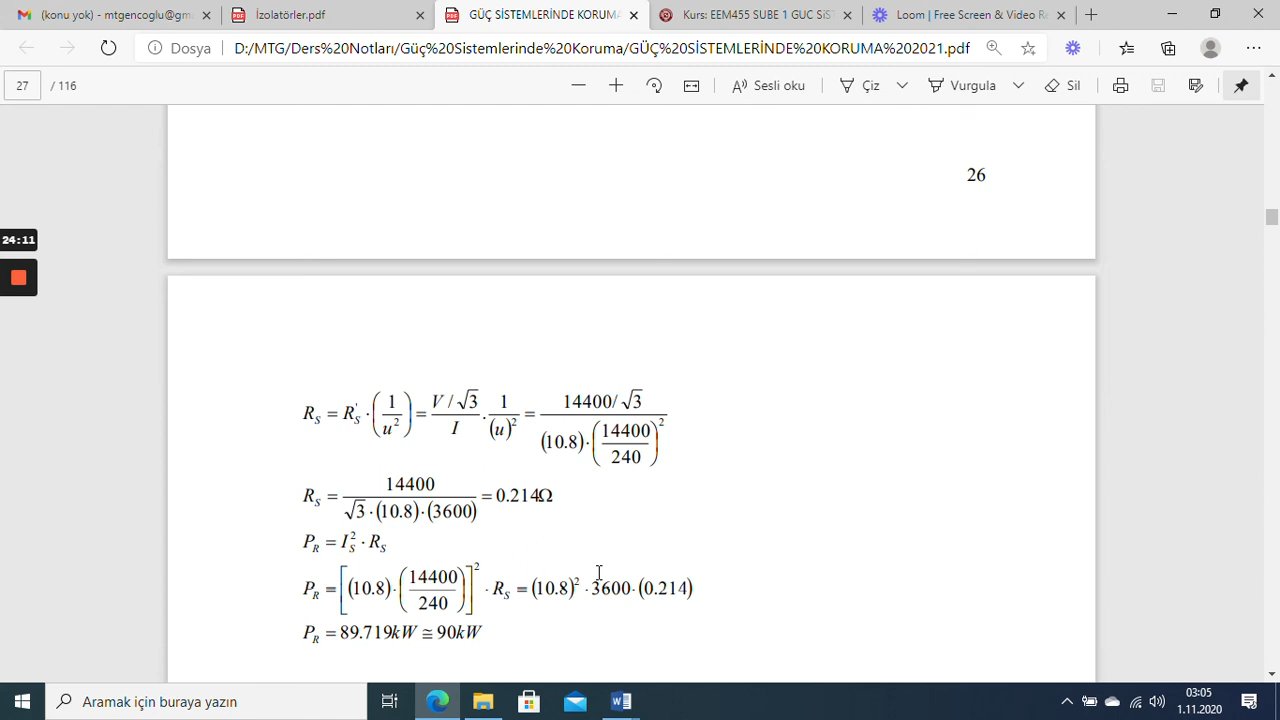 (konu yok) - mtgencoglu@gma
İzolatörler.pdf
GÜÇ SİSTEMLERİNDE KORUMA
Kurs: EEM455 SUBE 1 GUC SiST
Loom | Free Screen & Video Re
Dosya
D:/MTG/Ders%20Notları/Güç%20Sistemlerinde%20Koruma/GÜÇ%20SİSTEMLERİNDE%20KORUMA%202021.pdf
27 / 116
Sesli oku
Çiz
Vurgula
Sil
26
24:11
R_S = R_S' · (1/u²) = (V/√3)/I . 1/(u)² = (14400/√3)/((10.8)·(14400/240)²)
R_S = 14400/(√3·(10.8)·(3600)) = 0.214Ω
P_R = I_S² · R_S
P_R = [(10.8)·(14400/240)]² · R_S = (10.8)² · 3600 · (0.214)
P_R = 89.719kW ≅ 90kW
Aramak için buraya yazın
03:05
1.11.2020